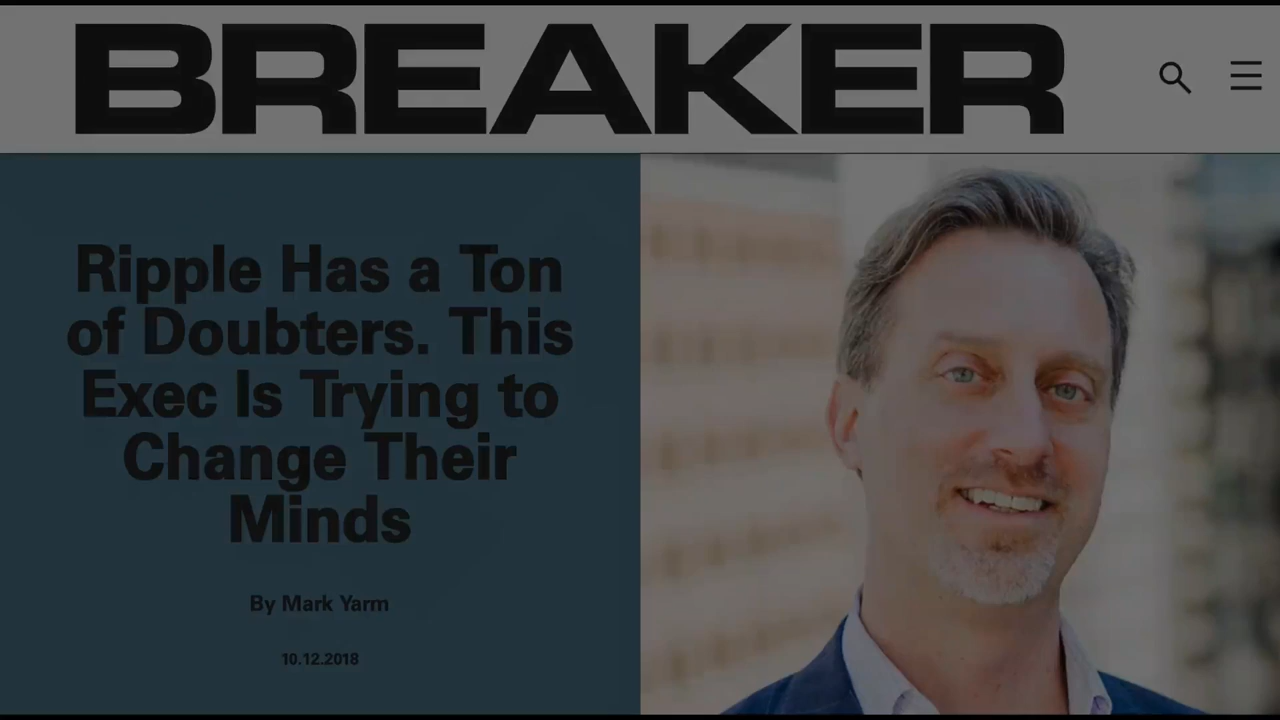 BREAKER
Ripple Has a Ton
of Doubters. This
Exec Is Trying to
Change Their
Minds
By Mark Yarm
10.12.2018